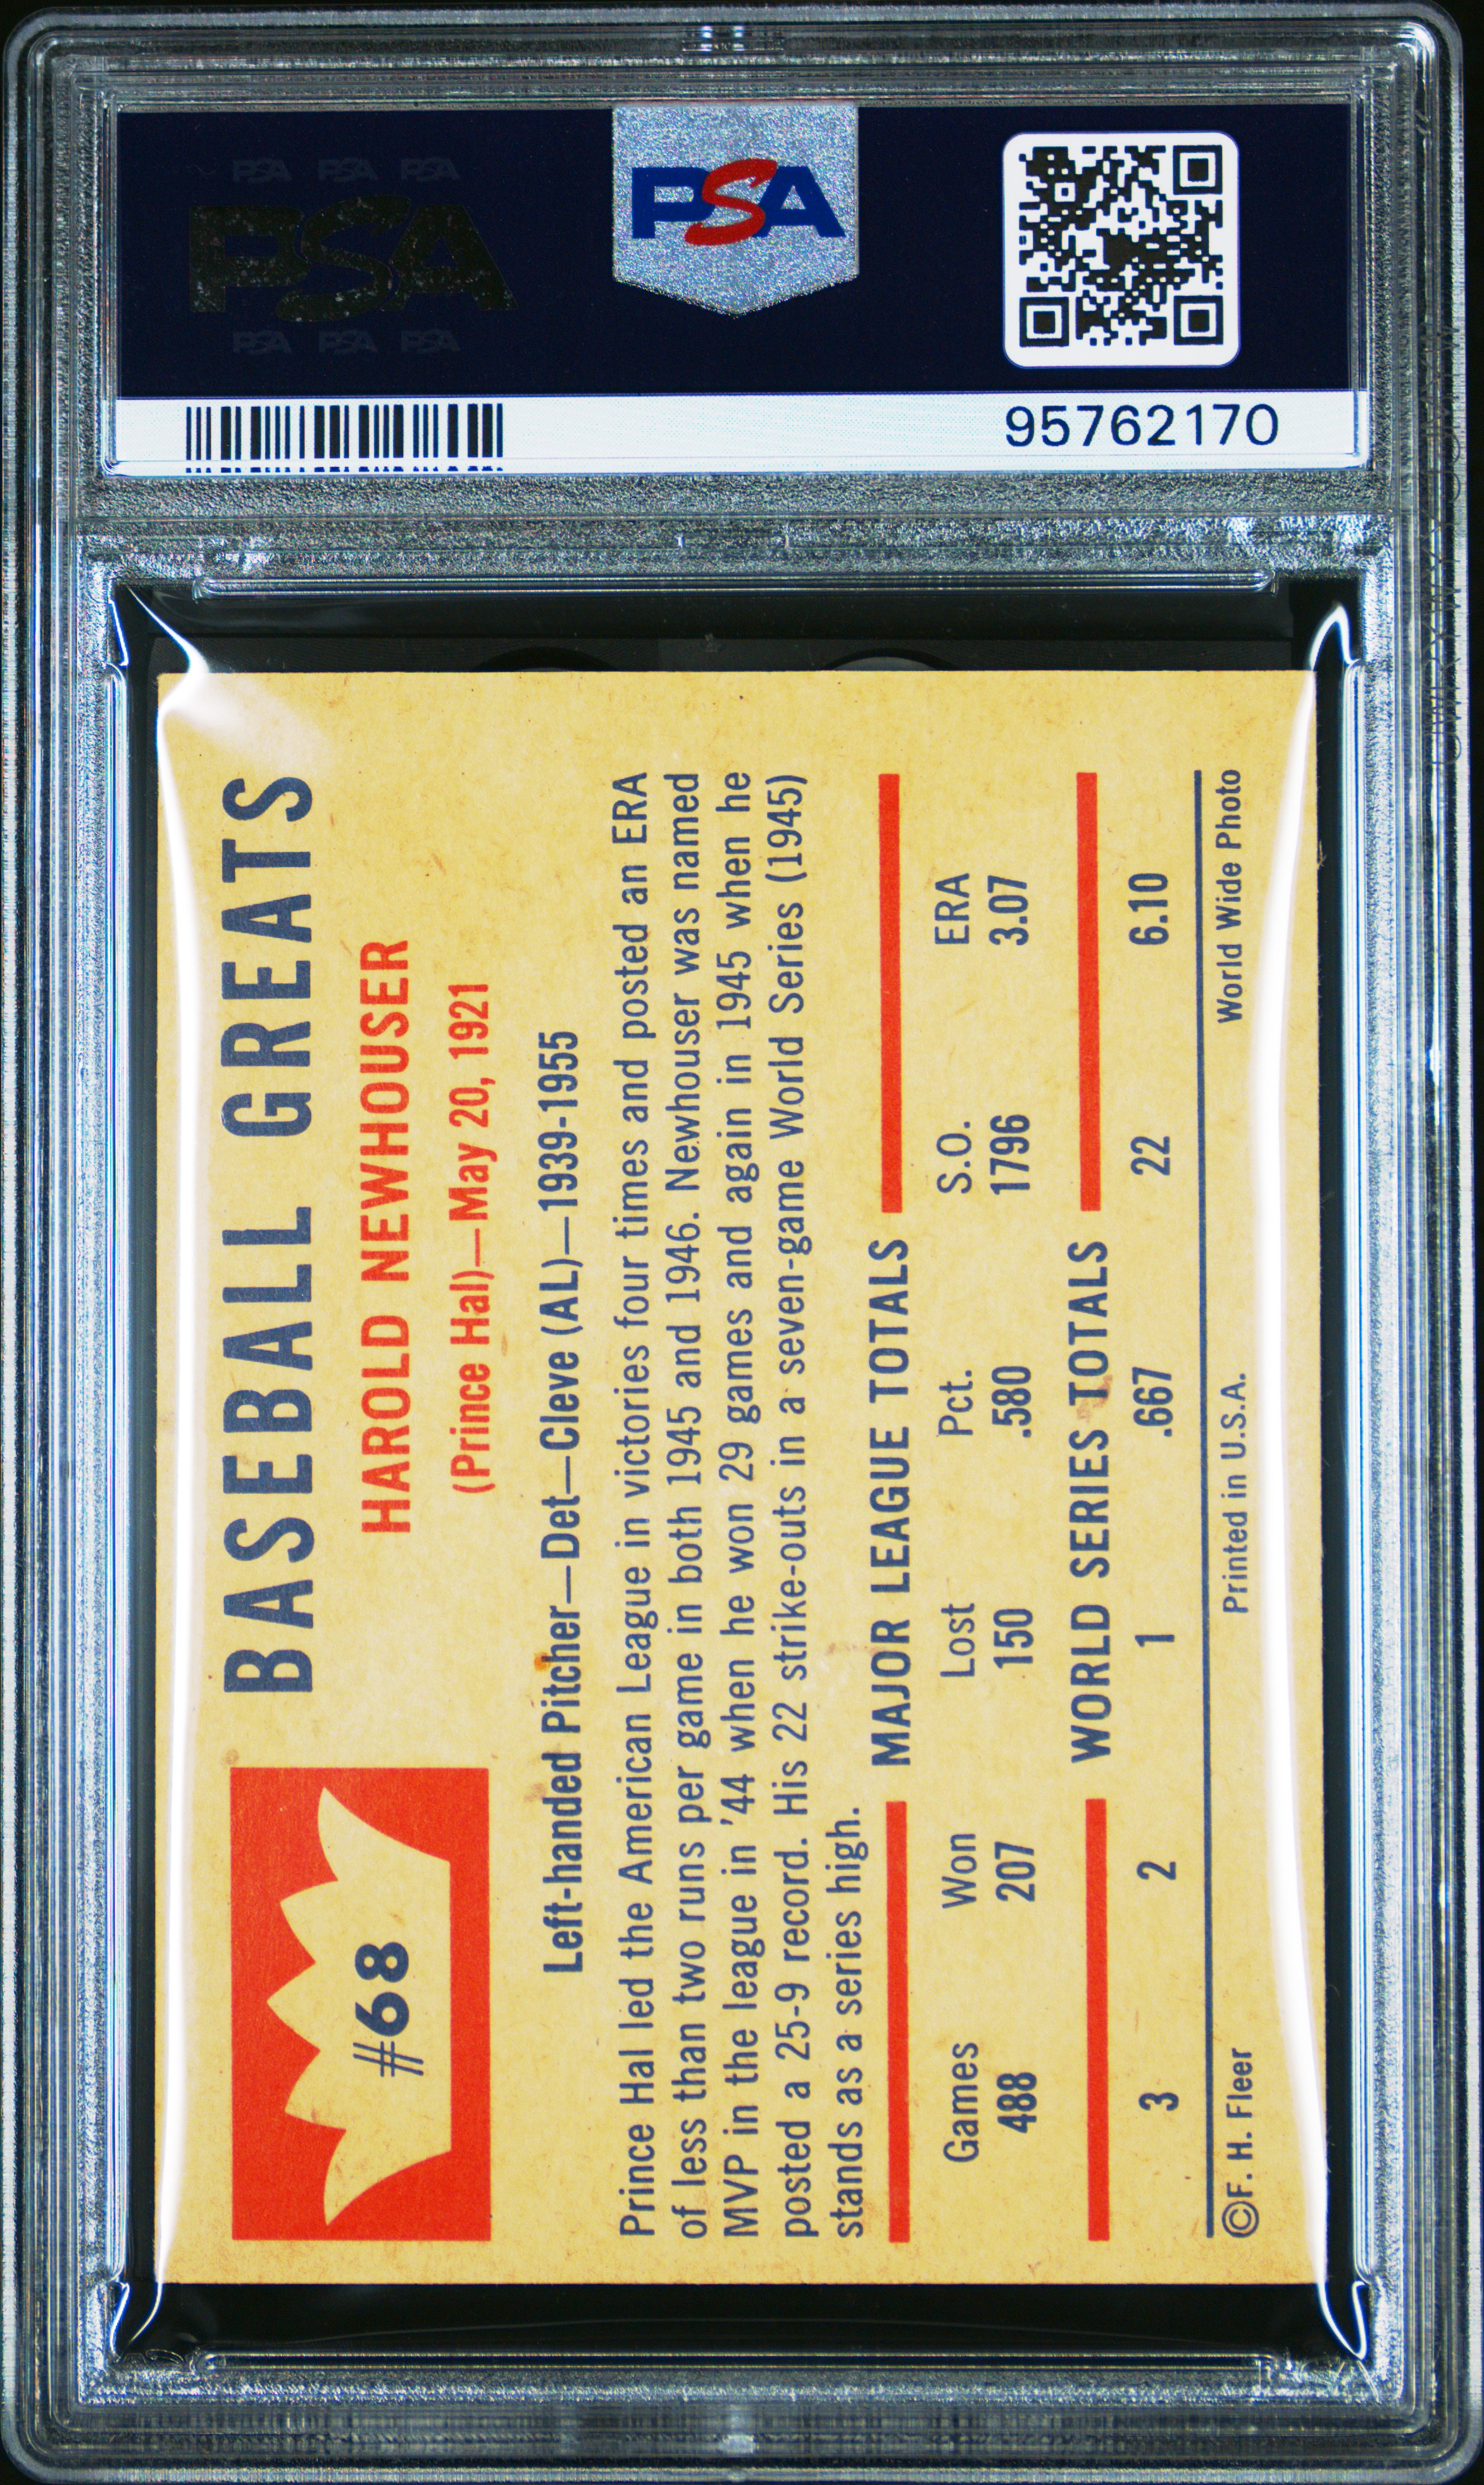 PSA PSA PSA
PSA
PSA PSA PSA
PSA
95762170
BASEBALL GREATS
#68
HAROLD NEWHOUSER
(Prince Hal)—May 20, 1921
Left-handed Pitcher—Det—Cleve (AL)—1939-1955
Prince Hal led the American League in victories four times and posted an ERA
of less than two runs per game in both 1945 and 1946. Newhouser was named
MVP in the league in '44 when he won 29 games and again in 1945 when he
posted a 25-9 record. His 22 strike-outs in a seven-game World Series (1945)
stands as a series high.
MAJOR LEAGUE TOTALS
Games Won Lost Pct. S.O. ERA
488 207 150 .580 1796 3.07
WORLD SERIES TOTALS
3 2 1 .667 22 6.10
©F. H. Fleer Printed in U.S.A. World Wide Photo